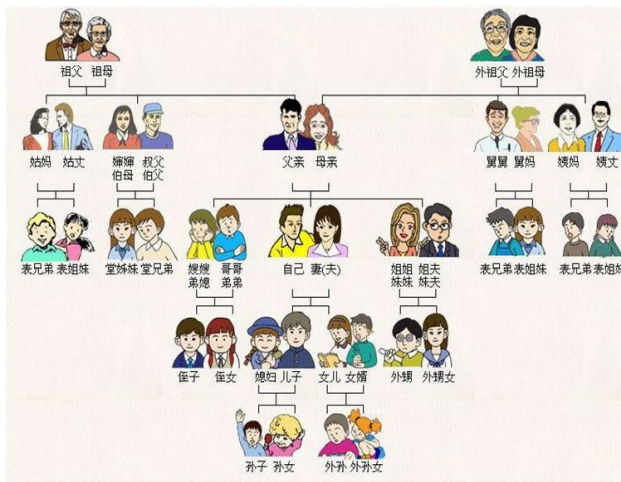 祖父 祖母 外祖父 外祖母
姑妈 姑丈 婶婶 叔父 父亲 母亲 舅舅 舅妈 姨妈 姨丈
伯母 伯父
表兄弟 表姐妹 堂姊妹 堂兄弟 嫂嫂 哥哥 自己 妻(夫) 姐姐 姐夫 表兄弟 表姐妹 表兄弟 表姐妹
弟媳 弟弟 妹妹 妹夫
侄子 侄女 媳妇 儿子 女儿 女婿 外甥 外甥女
孙子 孙女 外孙 外孙女